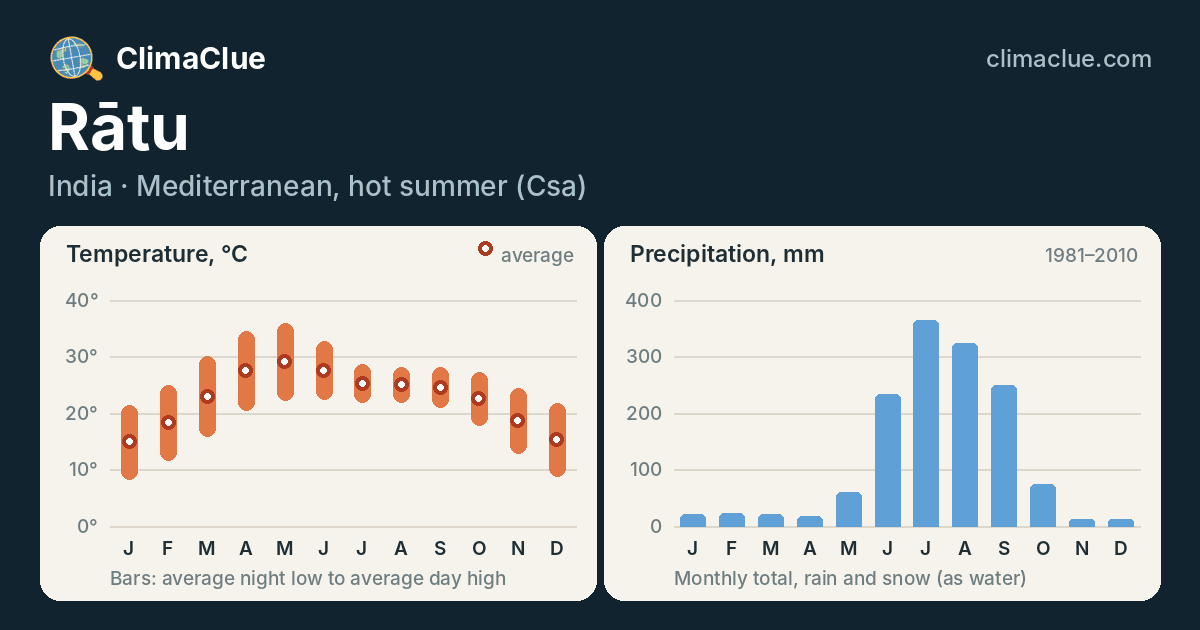 ClimaClue
climaclue.com
Rātu
India · Mediterranean, hot summer (Csa)
Temperature, °C
average
40°
30°
20°
10°
0°
J F M A M J J A S O N D
Bars: average night low to average day high
Precipitation, mm
1981–2010
400
300
200
100
0
J F M A M J J A S O N D
Monthly total, rain and snow (as water)